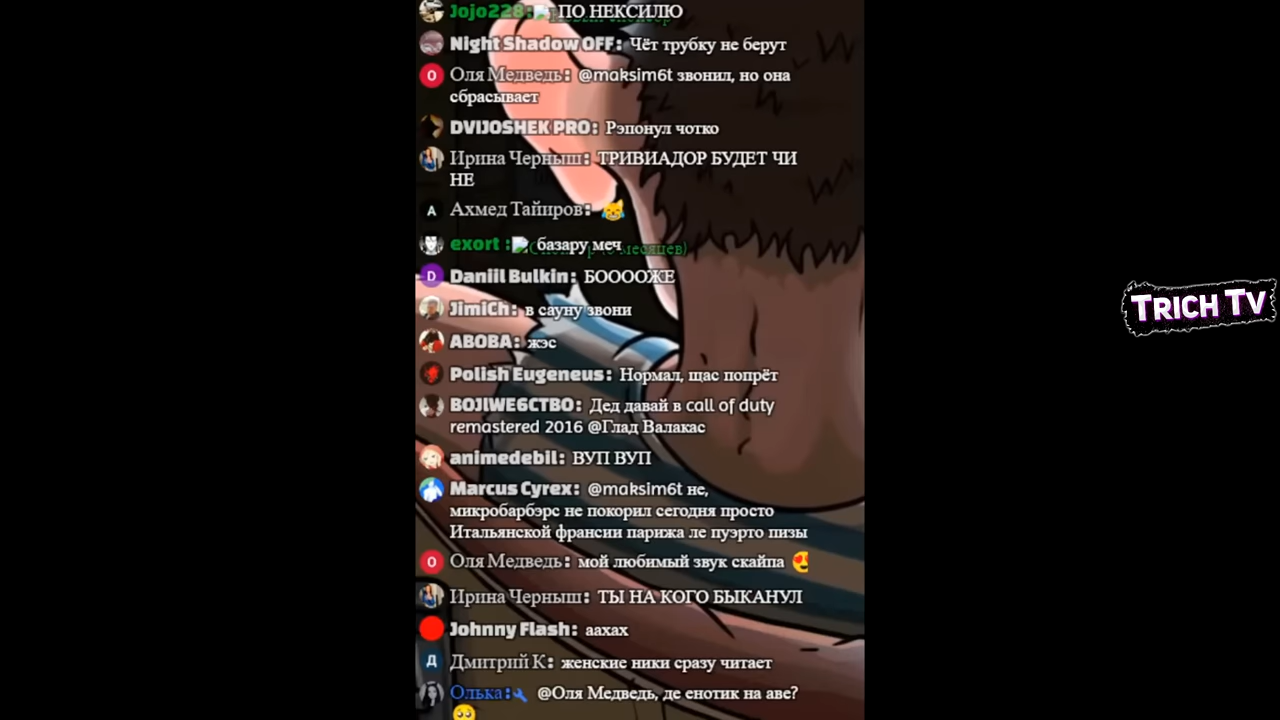 Jojo228: ПО НЕКСИЛЮ
Night Shadow OFF: Чёт трубку не берут
О Оля Медведь: @maksim6t звонил, но она
сбрасывает
DVIJOSHEK PRO: Рэпонул чотко
Ирина Черныш: ТРИВИАДОР БУДЕТ ЧИ
НЕ
А Ахмед Тайиров: 😹
exort: базару меч
D Daniil Bulkin: БООООЖЕ
JimiCh: в сауну звони
ABOBA: жэс
Polish Eugeneus: Нормал, щас попрёт
BOJIWE6CTBO: Дед давай в call of duty
remastered 2016 @Глад Валакас
animedebil: ВУП ВУП
Marcus Cyrex: @maksim6t не,
микробарбэрс не покорил сегодня просто
Итальянской франсии парижа ле пуэрто пизы
О Оля Медведь: мой любимый звук скайпа 😍
Ирина Черныш: ТЫ НА КОГО БЫКАНУЛ
Johnny Flash: аахах
Д Дмитрий К: женские ники сразу читает
Олька: @Оля Медведь, де енотик на аве?
🥺
TRICH TV